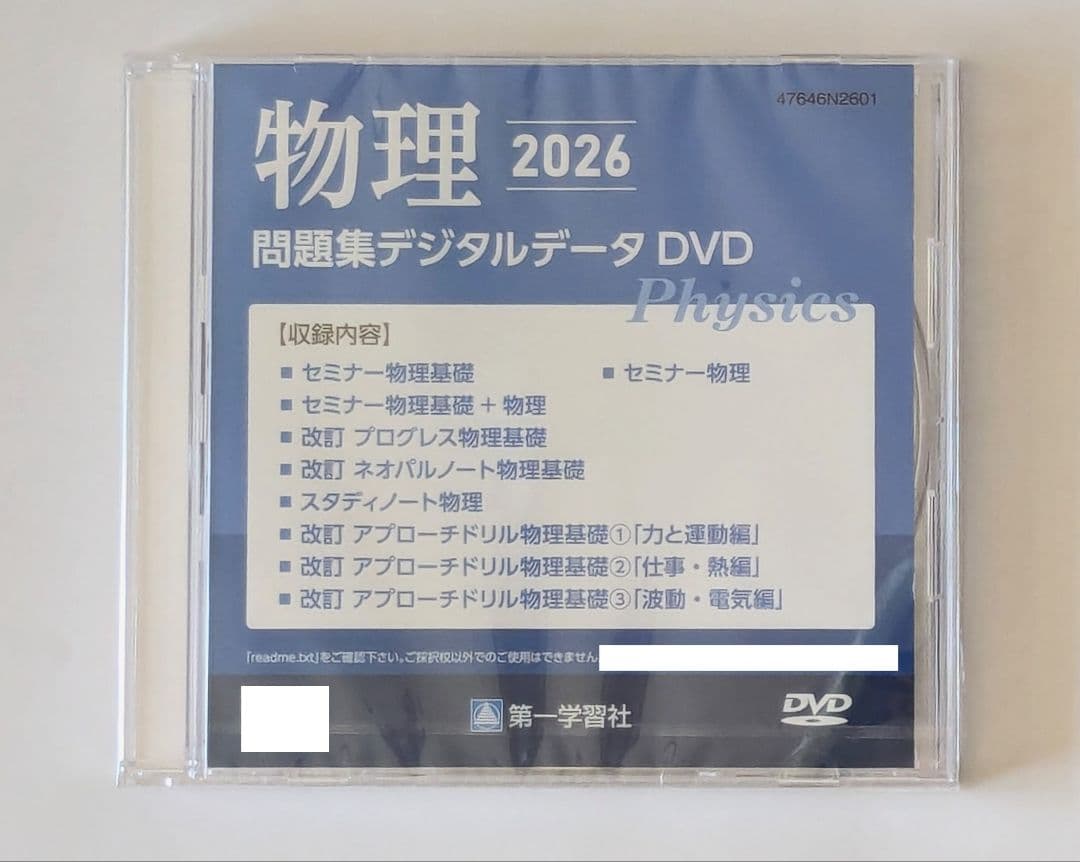 47646N2601
物理 2026
問題集デジタルデータ DVD
Physics
【収録内容】
■ セミナー物理基礎 ■ セミナー物理
■ セミナー物理基礎 + 物理
■ 改訂 プログレス物理基礎
■ 改訂 ネオパルノート物理基礎
■ スタディノート物理
■ 改訂 アプローチドリル物理基礎①「力と運動編」
■ 改訂 アプローチドリル物理基礎②「仕事・熱編」
■ 改訂 アプローチドリル物理基礎③「波動・電気編」
「readme.txt」をご確認下さい。ご採択校以外でのご使用はできません
第一学習社
DVD